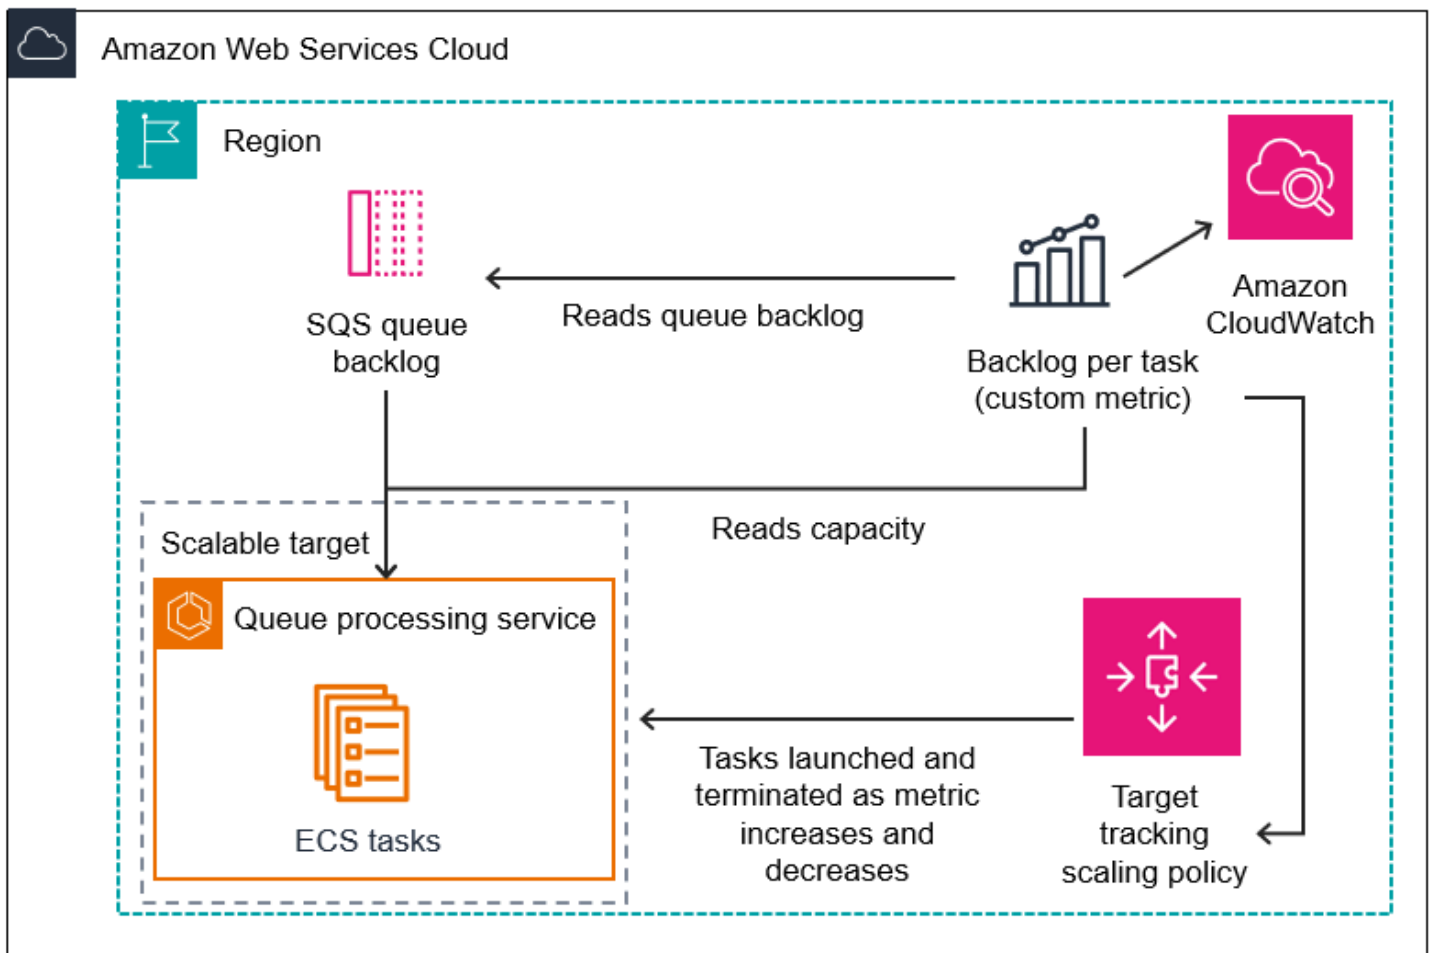 Amazon Web Services Cloud
Region
SQS queue
backlog
Reads queue backlog
Backlog per task
(custom metric)
Amazon
CloudWatch
Reads capacity
Scalable target
Queue processing service
ECS tasks
Tasks launched and
terminated as metric
increases and
decreases
Target
tracking
scaling policy